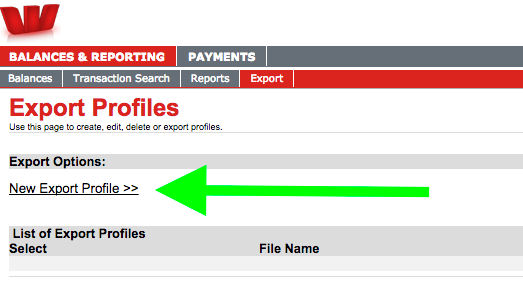 BALANCES & REPORTING PAYMENTS
Balances Transaction Search Reports Export
Export Profiles
Use this page to create, edit, delete or export profiles.
Export Options:
New Export Profile >>
List of Export Profiles
Select File Name